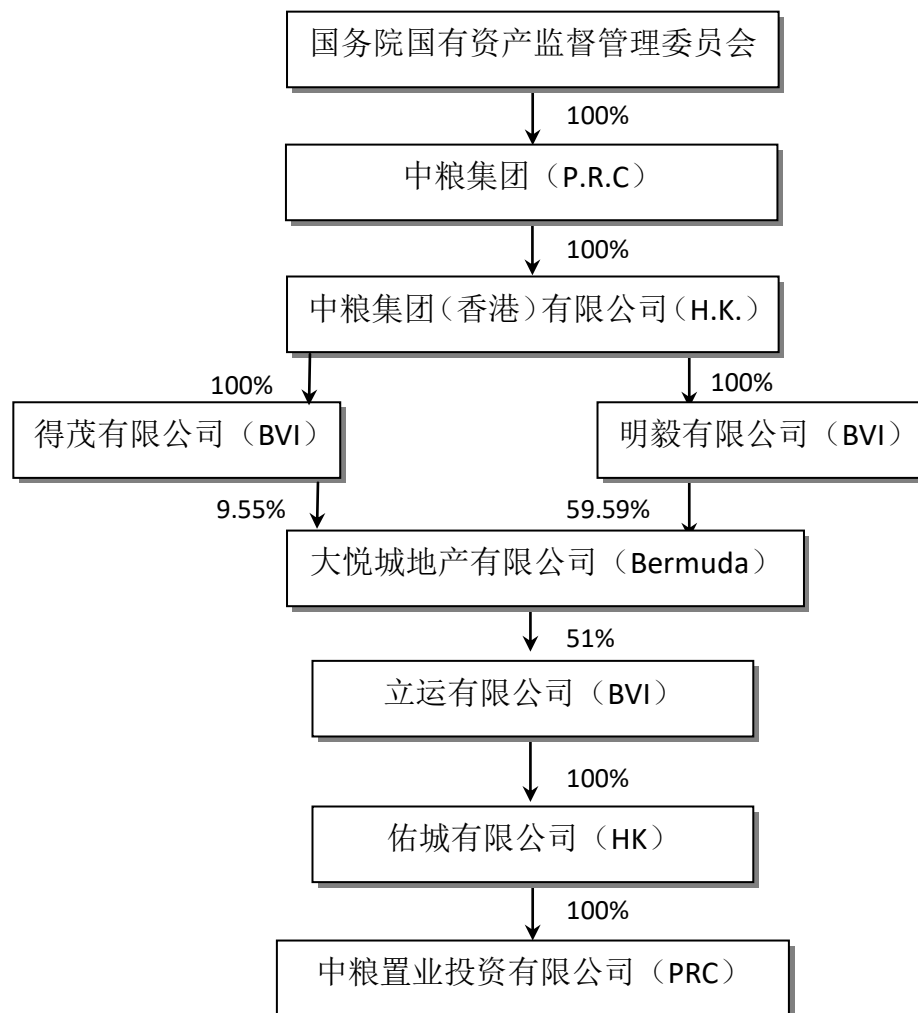 国务院国有资产监督管理委员会
100%
中粮集团（P.R.C）
100%
中粮集团（香港）有限公司（H.K.）
100%
100%
得茂有限公司（BVI）
明毅有限公司（BVI）
9.55%
59.59%
大悦城地产有限公司（Bermuda）
51%
立运有限公司（BVI）
100%
佑城有限公司（HK）
100%
中粮置业投资有限公司（PRC）